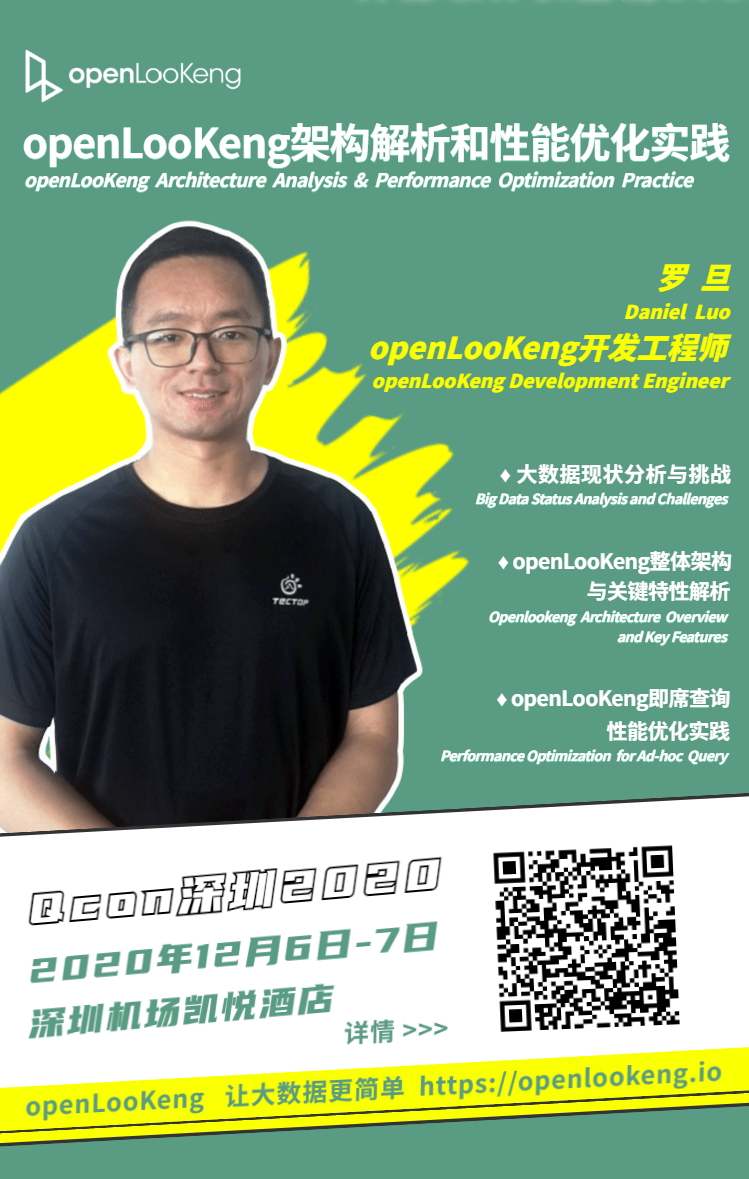 openLooKeng
openLooKeng架构解析和性能优化实践
openLooKeng Architecture Analysis & Performance Optimization Practice
罗 旦
Daniel Luo
openLooKeng开发工程师
openLooKeng Development Engineer
♦ 大数据现状分析与挑战
Big Data Status Analysis and Challenges
♦ openLooKeng整体架构
与关键特性解析
Openlookeng Architecture Overview
and Key Features
♦ openLooKeng即席查询
性能优化实践
Performance Optimization for Ad-hoc Query
TECTOP
Qcon深圳2020
2020年12月6日-7日
深圳机场凯悦酒店
详情 >>>
openLooKeng 让大数据更简单 https://openlookeng.io